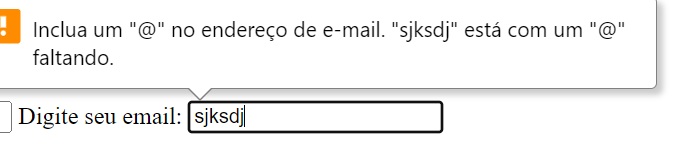 Inclua um "@" no endereço de e-mail. "sjksdj" está com um "@"
faltando.
Digite seu email: sjksdj